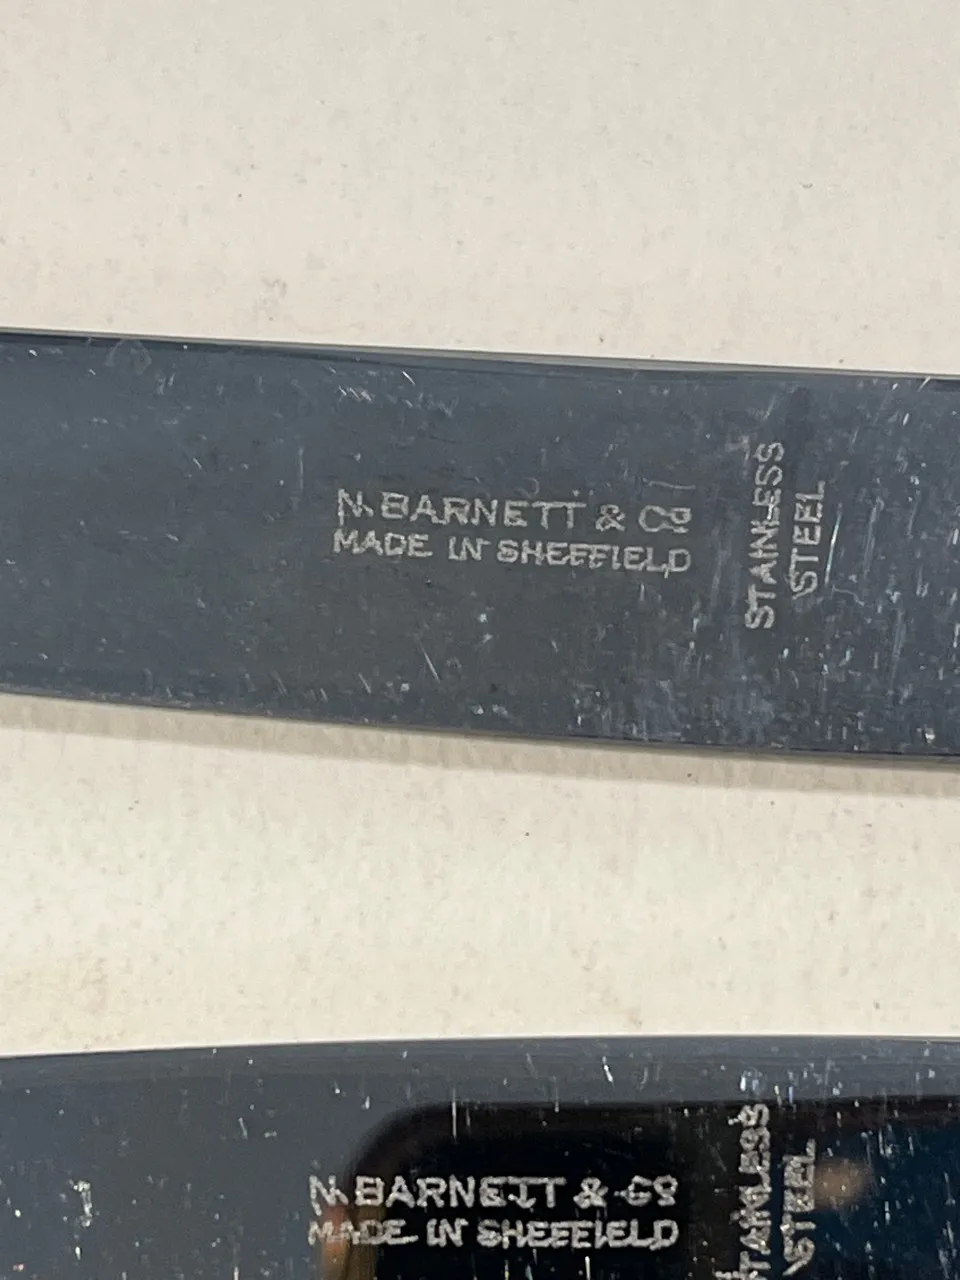 N. BARNETT & Co
MADE IN SHEFFIELD
STAINLESS
STEEL
N. BARNETT & Co
MADE IN SHEFFIELD
STAINLESS
STEEL